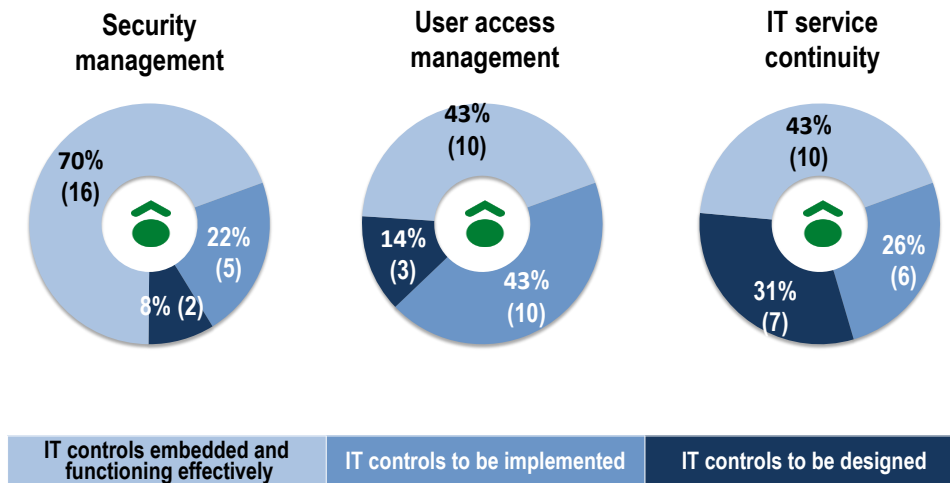 Security
management
User access
management
IT service
continuity
70%
(16)
22%
(5)
8% (2)
43%
(10)
14%
(3)
43%
(10)
43%
(10)
26%
(6)
31%
(7)
IT controls embedded and
functioning effectively
IT controls to be implemented
IT controls to be designed